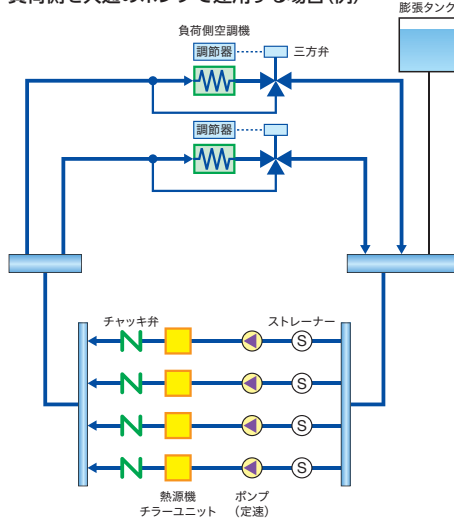 負荷側を共通のポンプで運用する場合(例)
膨張タンク
負荷側空調機
調節器
三方弁
調節器
チャッキ弁
ストレーナー
S
S
S
S
熱源機
チラーユニット
ポンプ
(定速)